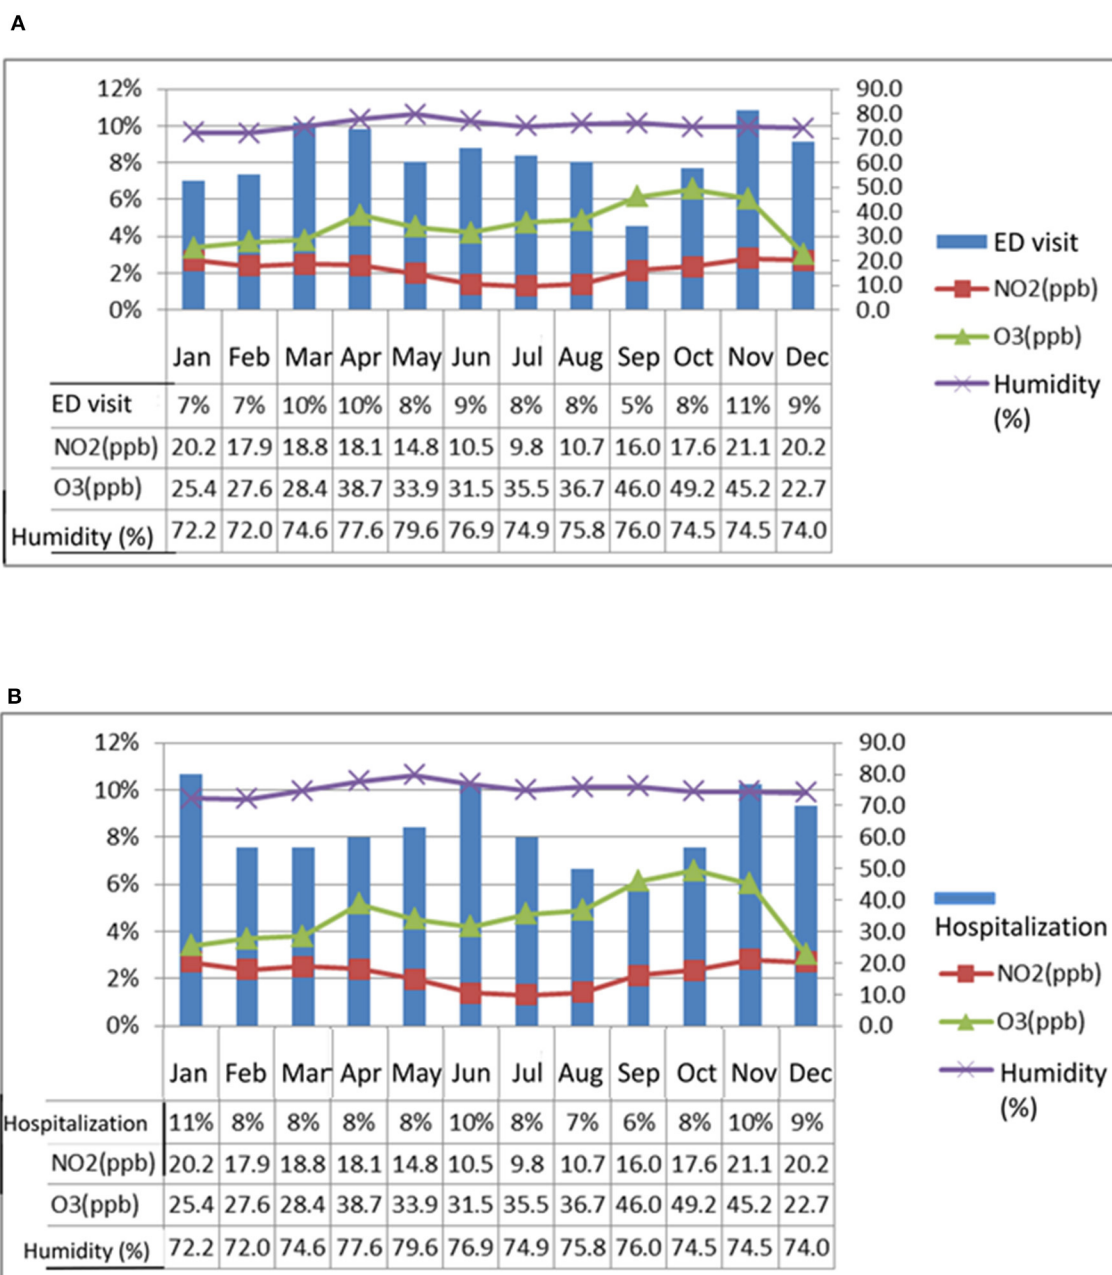 A
12% 90.0
80.0
10% 70.0
8% 60.0
50.0
6% 40.0
4% 30.0
20.0
2% 10.0
0% 0.0
ED visit
NO2(ppb)
O3(ppb)
Humidity
(%)
Jan Feb Mar Apr May Jun Jul Aug Sep Oct Nov Dec
ED visit 7% 7% 10% 10% 8% 9% 8% 8% 5% 8% 11% 9%
NO2(ppb) 20.2 17.9 18.8 18.1 14.8 10.5 9.8 10.7 16.0 17.6 21.1 20.2
O3(ppb) 25.4 27.6 28.4 38.7 33.9 31.5 35.5 36.7 46.0 49.2 45.2 22.7
Humidity (%) 72.2 72.0 74.6 77.6 79.6 76.9 74.9 75.8 76.0 74.5 74.5 74.0
B
12% 90.0
80.0
10% 70.0
8% 60.0
50.0
6% 40.0
4% 30.0
20.0
2% 10.0
0% 0.0
Hospitalization
NO2(ppb)
O3(ppb)
Humidity
(%)
Jan Feb Mar Apr May Jun Jul Aug Sep Oct Nov Dec
Hospitalization 11% 8% 8% 8% 8% 10% 8% 7% 6% 8% 10% 9%
NO2(ppb) 20.2 17.9 18.8 18.1 14.8 10.5 9.8 10.7 16.0 17.6 21.1 20.2
O3(ppb) 25.4 27.6 28.4 38.7 33.9 31.5 35.5 36.7 46.0 49.2 45.2 22.7
Humidity (%) 72.2 72.0 74.6 77.6 79.6 76.9 74.9 75.8 76.0 74.5 74.5 74.0